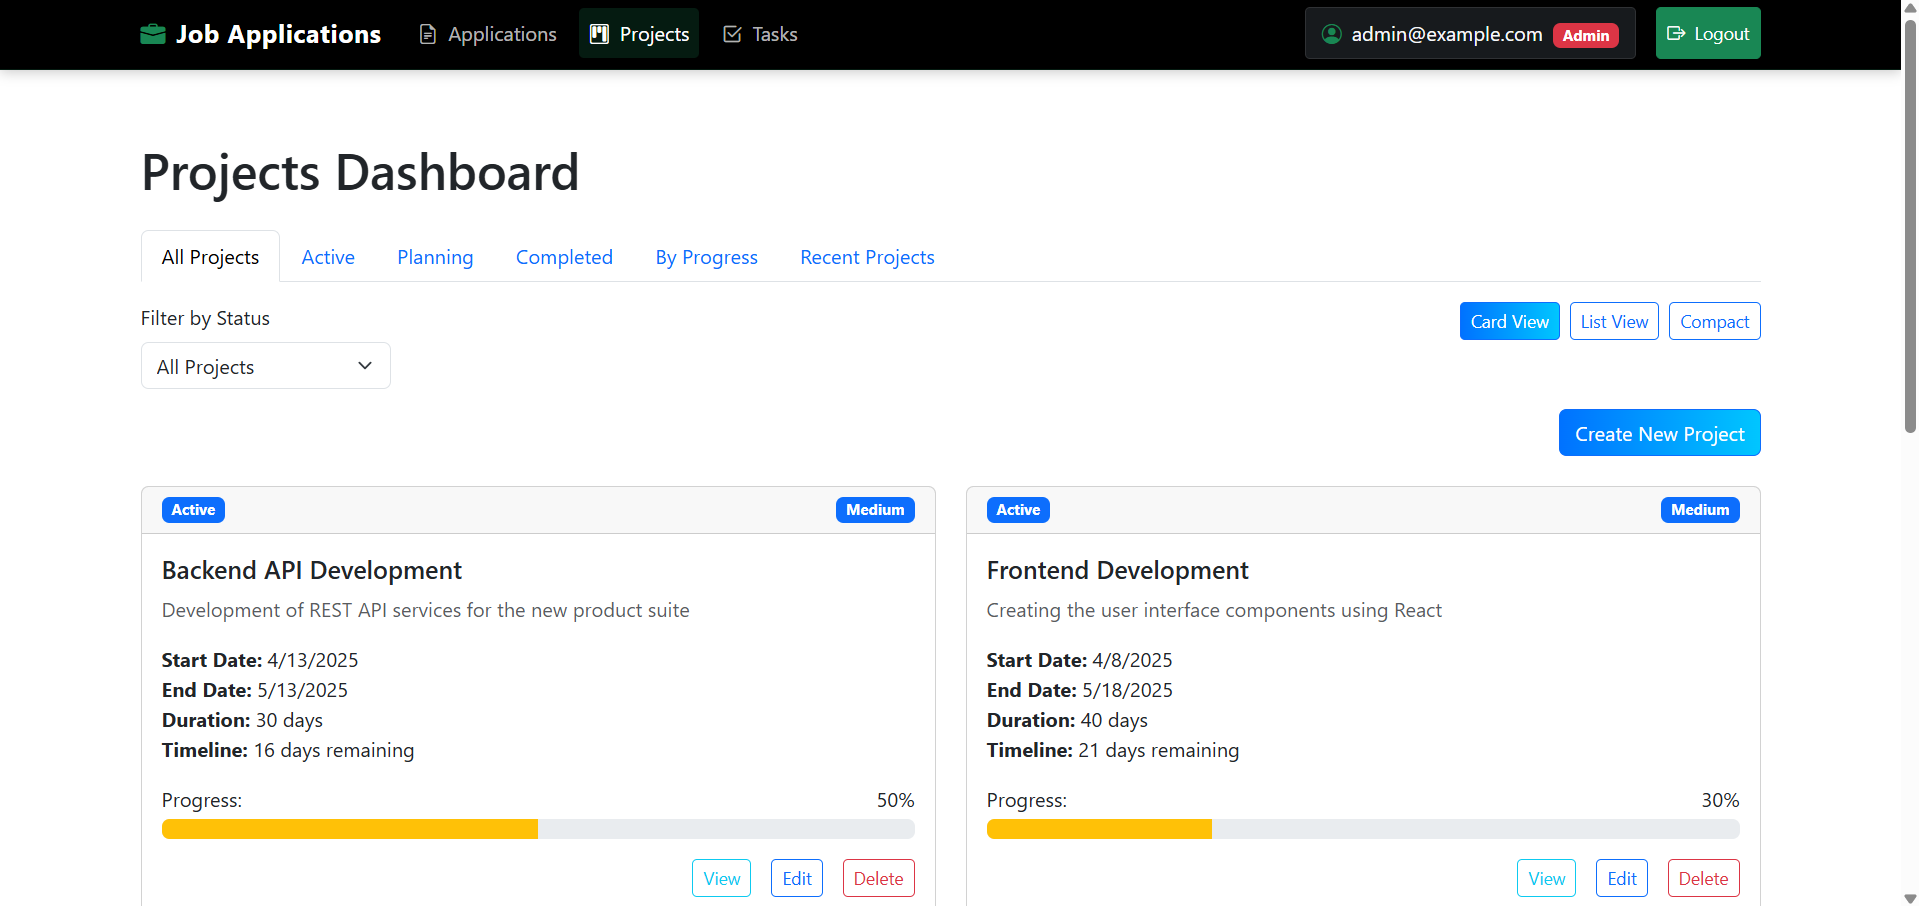 Job Applications Applications Projects Tasks admin@example.com Admin Logout
Projects Dashboard
All Projects Active Planning Completed By Progress Recent Projects
Filter by Status
Card View List View Compact
All Projects
Create New Project
Active Medium
Backend API Development
Development of REST API services for the new product suite
Start Date: 4/13/2025
End Date: 5/13/2025
Duration: 30 days
Timeline: 16 days remaining
Progress: 50%
View Edit Delete
Active Medium
Frontend Development
Creating the user interface components using React
Start Date: 4/8/2025
End Date: 5/18/2025
Duration: 40 days
Timeline: 21 days remaining
Progress: 30%
View Edit Delete